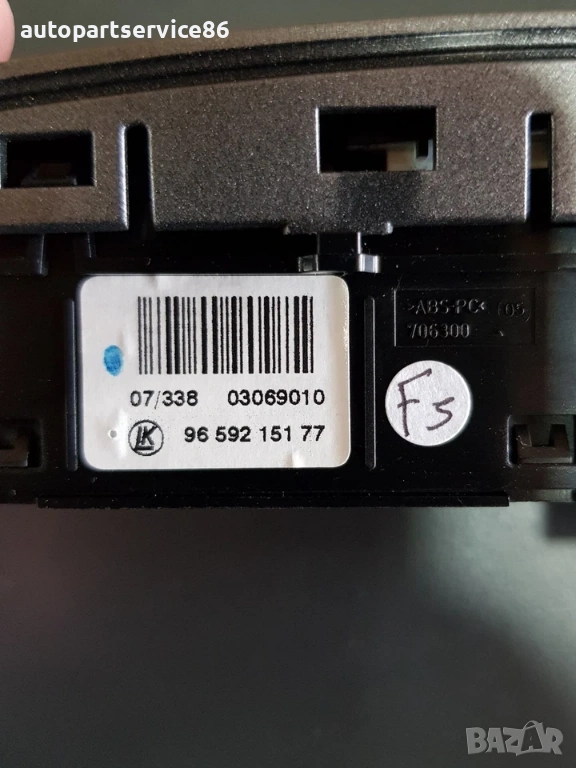 autopartservice86
>ABS-PC< 05
706300
07/338 03069010
LK 96 592 151 77
F5
BAZAR